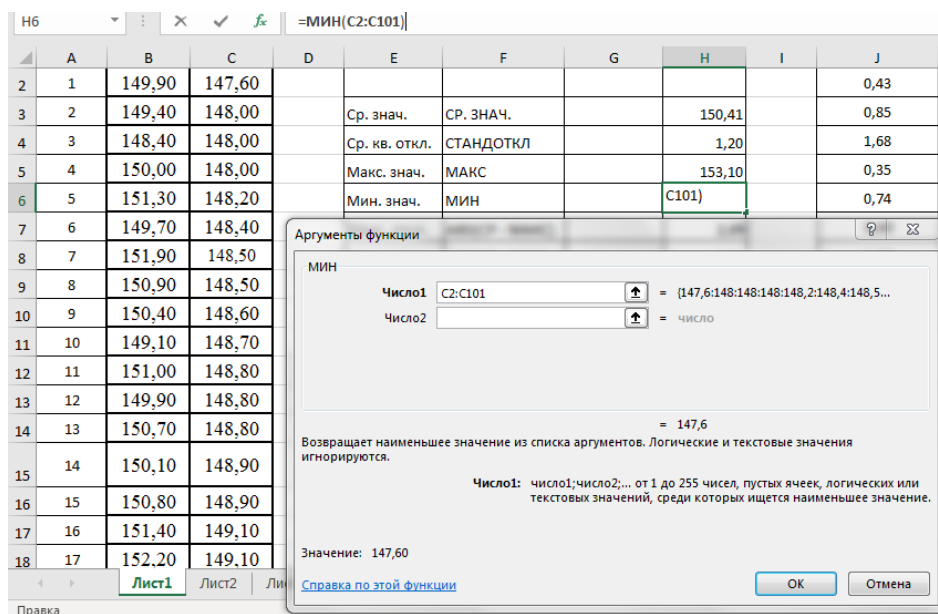 H6 =МИН(C2:C101)
A B C D E F G H I J
2 1 149,90 147,60 0,43
3 2 149,40 148,00 Ср. знач. СР. ЗНАЧ. 150,41 0,85
4 3 148,40 148,00 Ср. кв. откл. СТАНДОТКЛ 1,20 1,68
5 4 150,00 148,00 Макс. знач. МАКС 153,10 0,35
6 5 151,30 148,20 Мин. знач. МИН C101) 0,74
7 6 149,70 148,40
8 7 151,90 148,50
9 8 150,90 148,50
10 9 150,40 148,60
11 10 149,10 148,70
12 11 151,00 148,80
13 12 149,90 148,80
14 13 150,70 148,80
15 14 150,10 148,90
16 15 150,80 148,90
17 16 151,40 149,10
18 17 152,20 149,10
Аргументы функции
МИН
Число1 C2:C101 = {147,6:148:148:148:148,2:148,4:148,5...
Число2 = число
= 147,6
Возвращает наименьшее значение из списка аргументов. Логические и текстовые значения
игнорируются.
Число1: число1;число2;... от 1 до 255 чисел, пустых ячеек, логических или
текстовых значений, среди которых ищется наименьшее значение.
Значение: 147,60
Справка по этой функции ОК Отмена
Лист1 Лист2
Правка